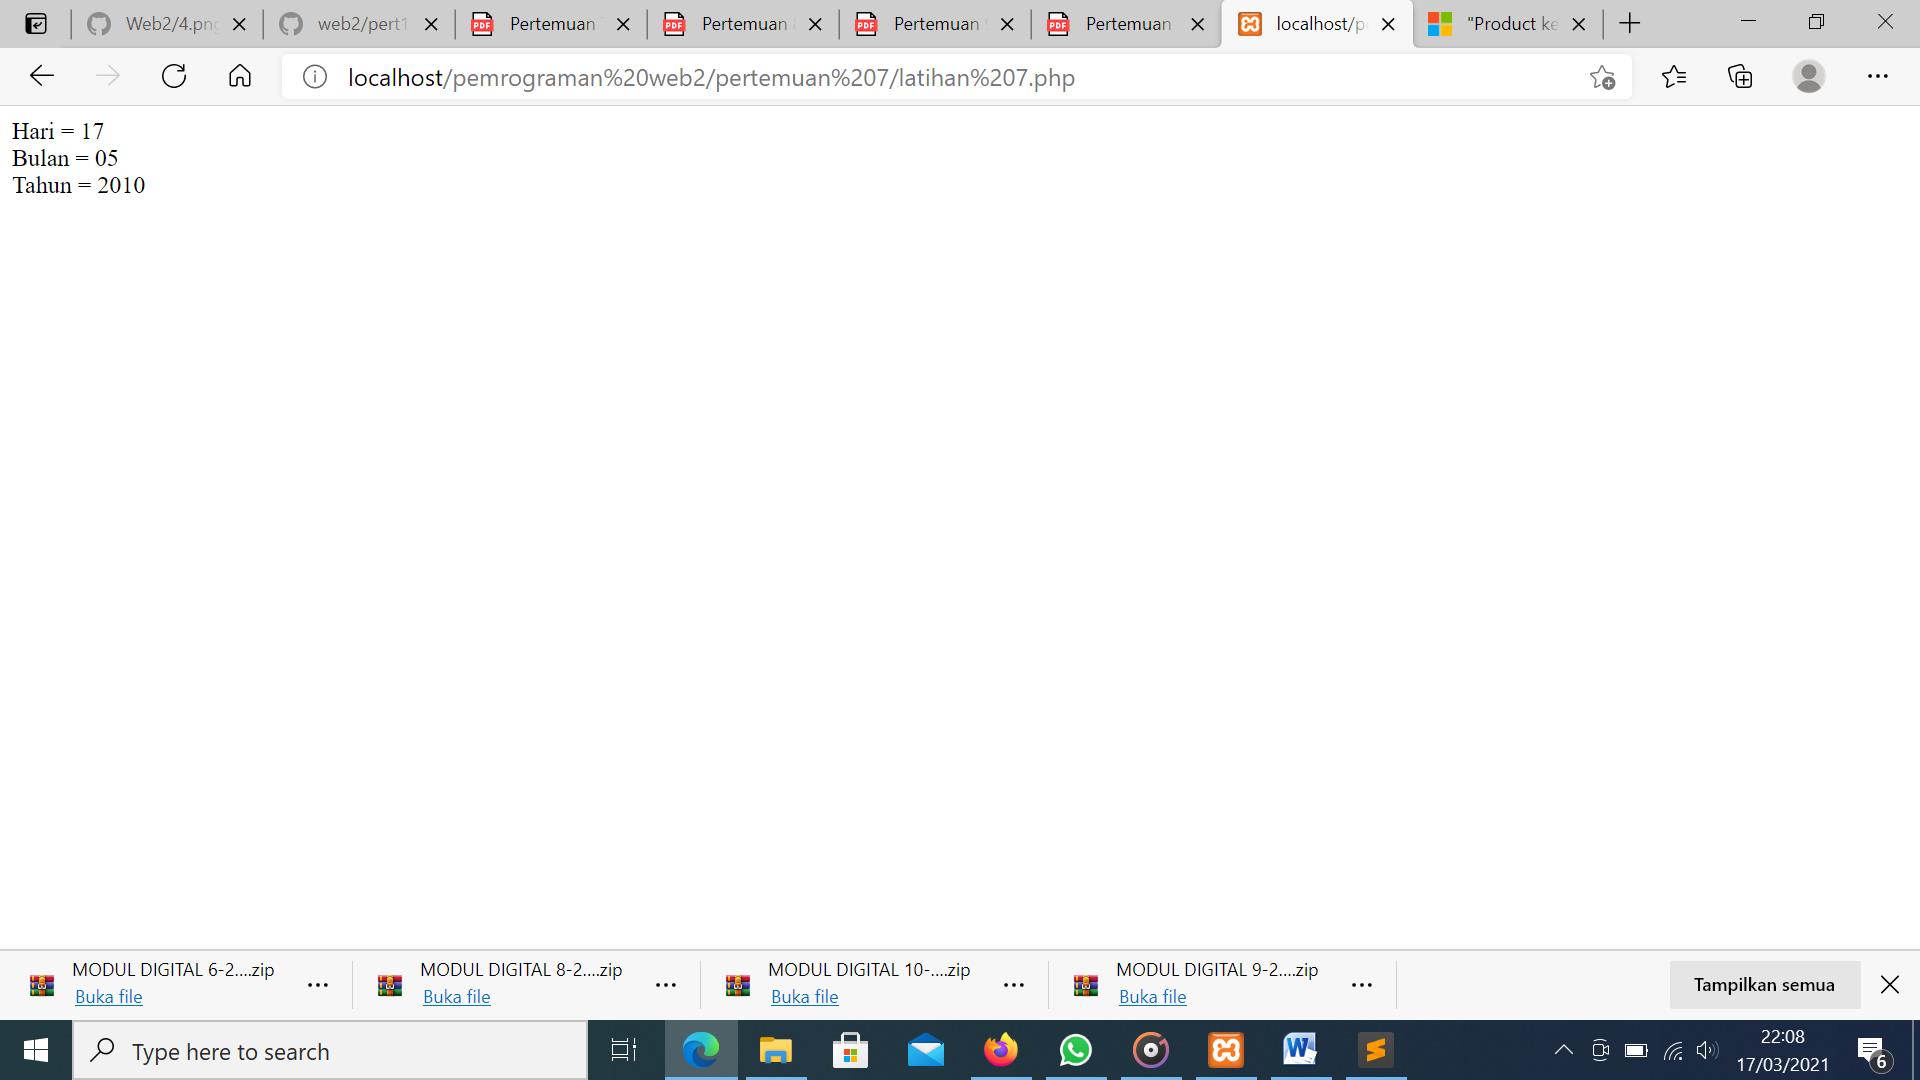 Web2/4.png
web2/pert1
Pertemuan
Pertemuan
Pertemuan
Pertemuan
localhost/p
"Product ke
localhost/pemrograman%20web2/pertemuan%207/latihan%207.php
Hari = 17
Bulan = 05
Tahun = 2010
MODUL DIGITAL 6-2....zip
Buka file
MODUL DIGITAL 8-2....zip
Buka file
MODUL DIGITAL 10-....zip
Buka file
MODUL DIGITAL 9-2....zip
Buka file
Tampilkan semua
Type here to search
22:08
17/03/2021
6